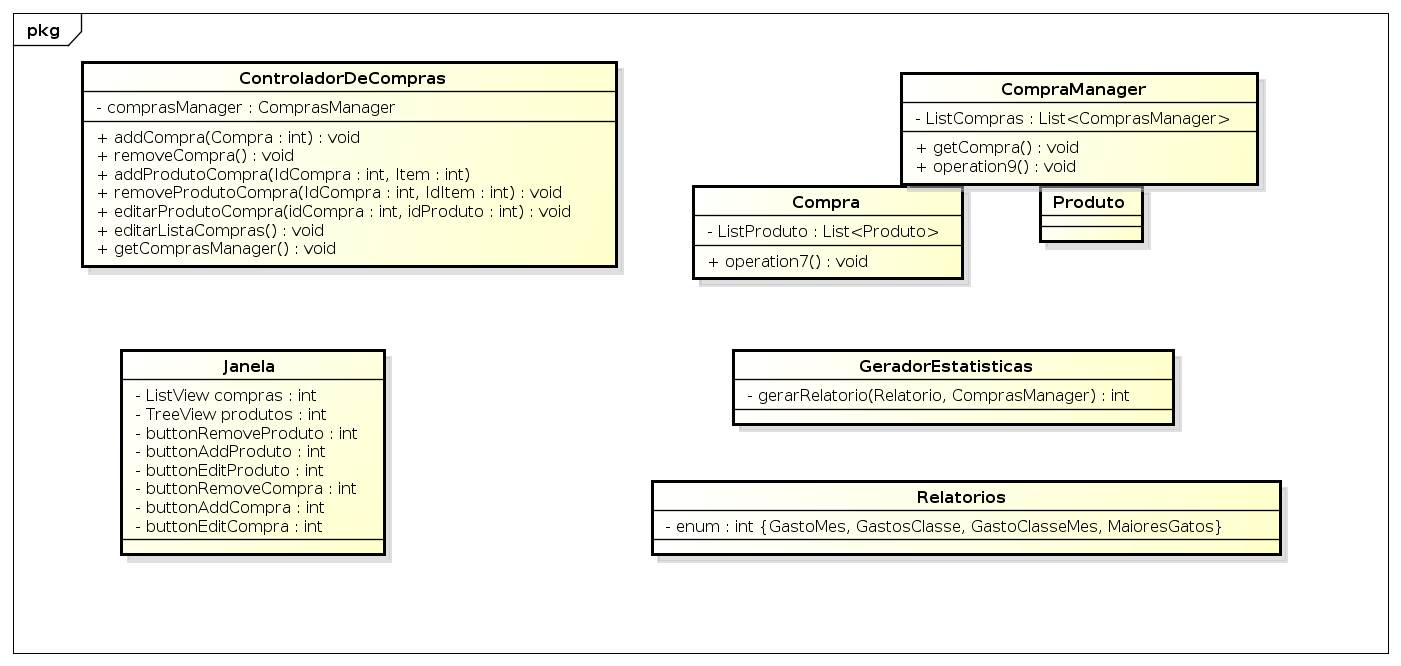 pkg
ControladorDeCompras
- comprasManager : ComprasManager
+ addCompra(Compra : int) : void
+ removeCompra() : void
+ addProdutoCompra(IdCompra : int, Item : int)
+ removeProdutoCompra(IdCompra : int, IdItem : int) : void
+ editarProdutoCompra(idCompra : int, idProduto : int) : void
+ editarListaCompras() : void
+ getComprasManager() : void
CompraManager
- ListCompras : List<ComprasManager>
+ getCompra() : void
+ operation9() : void
Compra
- ListProduto : List<Produto>
+ operation7() : void
Produto
Janela
- ListView compras : int
- TreeView produtos : int
- buttonRemoveProduto : int
- buttonAddProduto : int
- buttonEditProduto : int
- buttonRemoveCompra : int
- buttonAddCompra : int
- buttonEditCompra : int
GeradorEstatisticas
- gerarRelatorio(Relatorio, ComprasManager) : int
Relatorios
- enum : int {GastoMes, GastosClasse, GastoClasseMes, MaioresGatos}